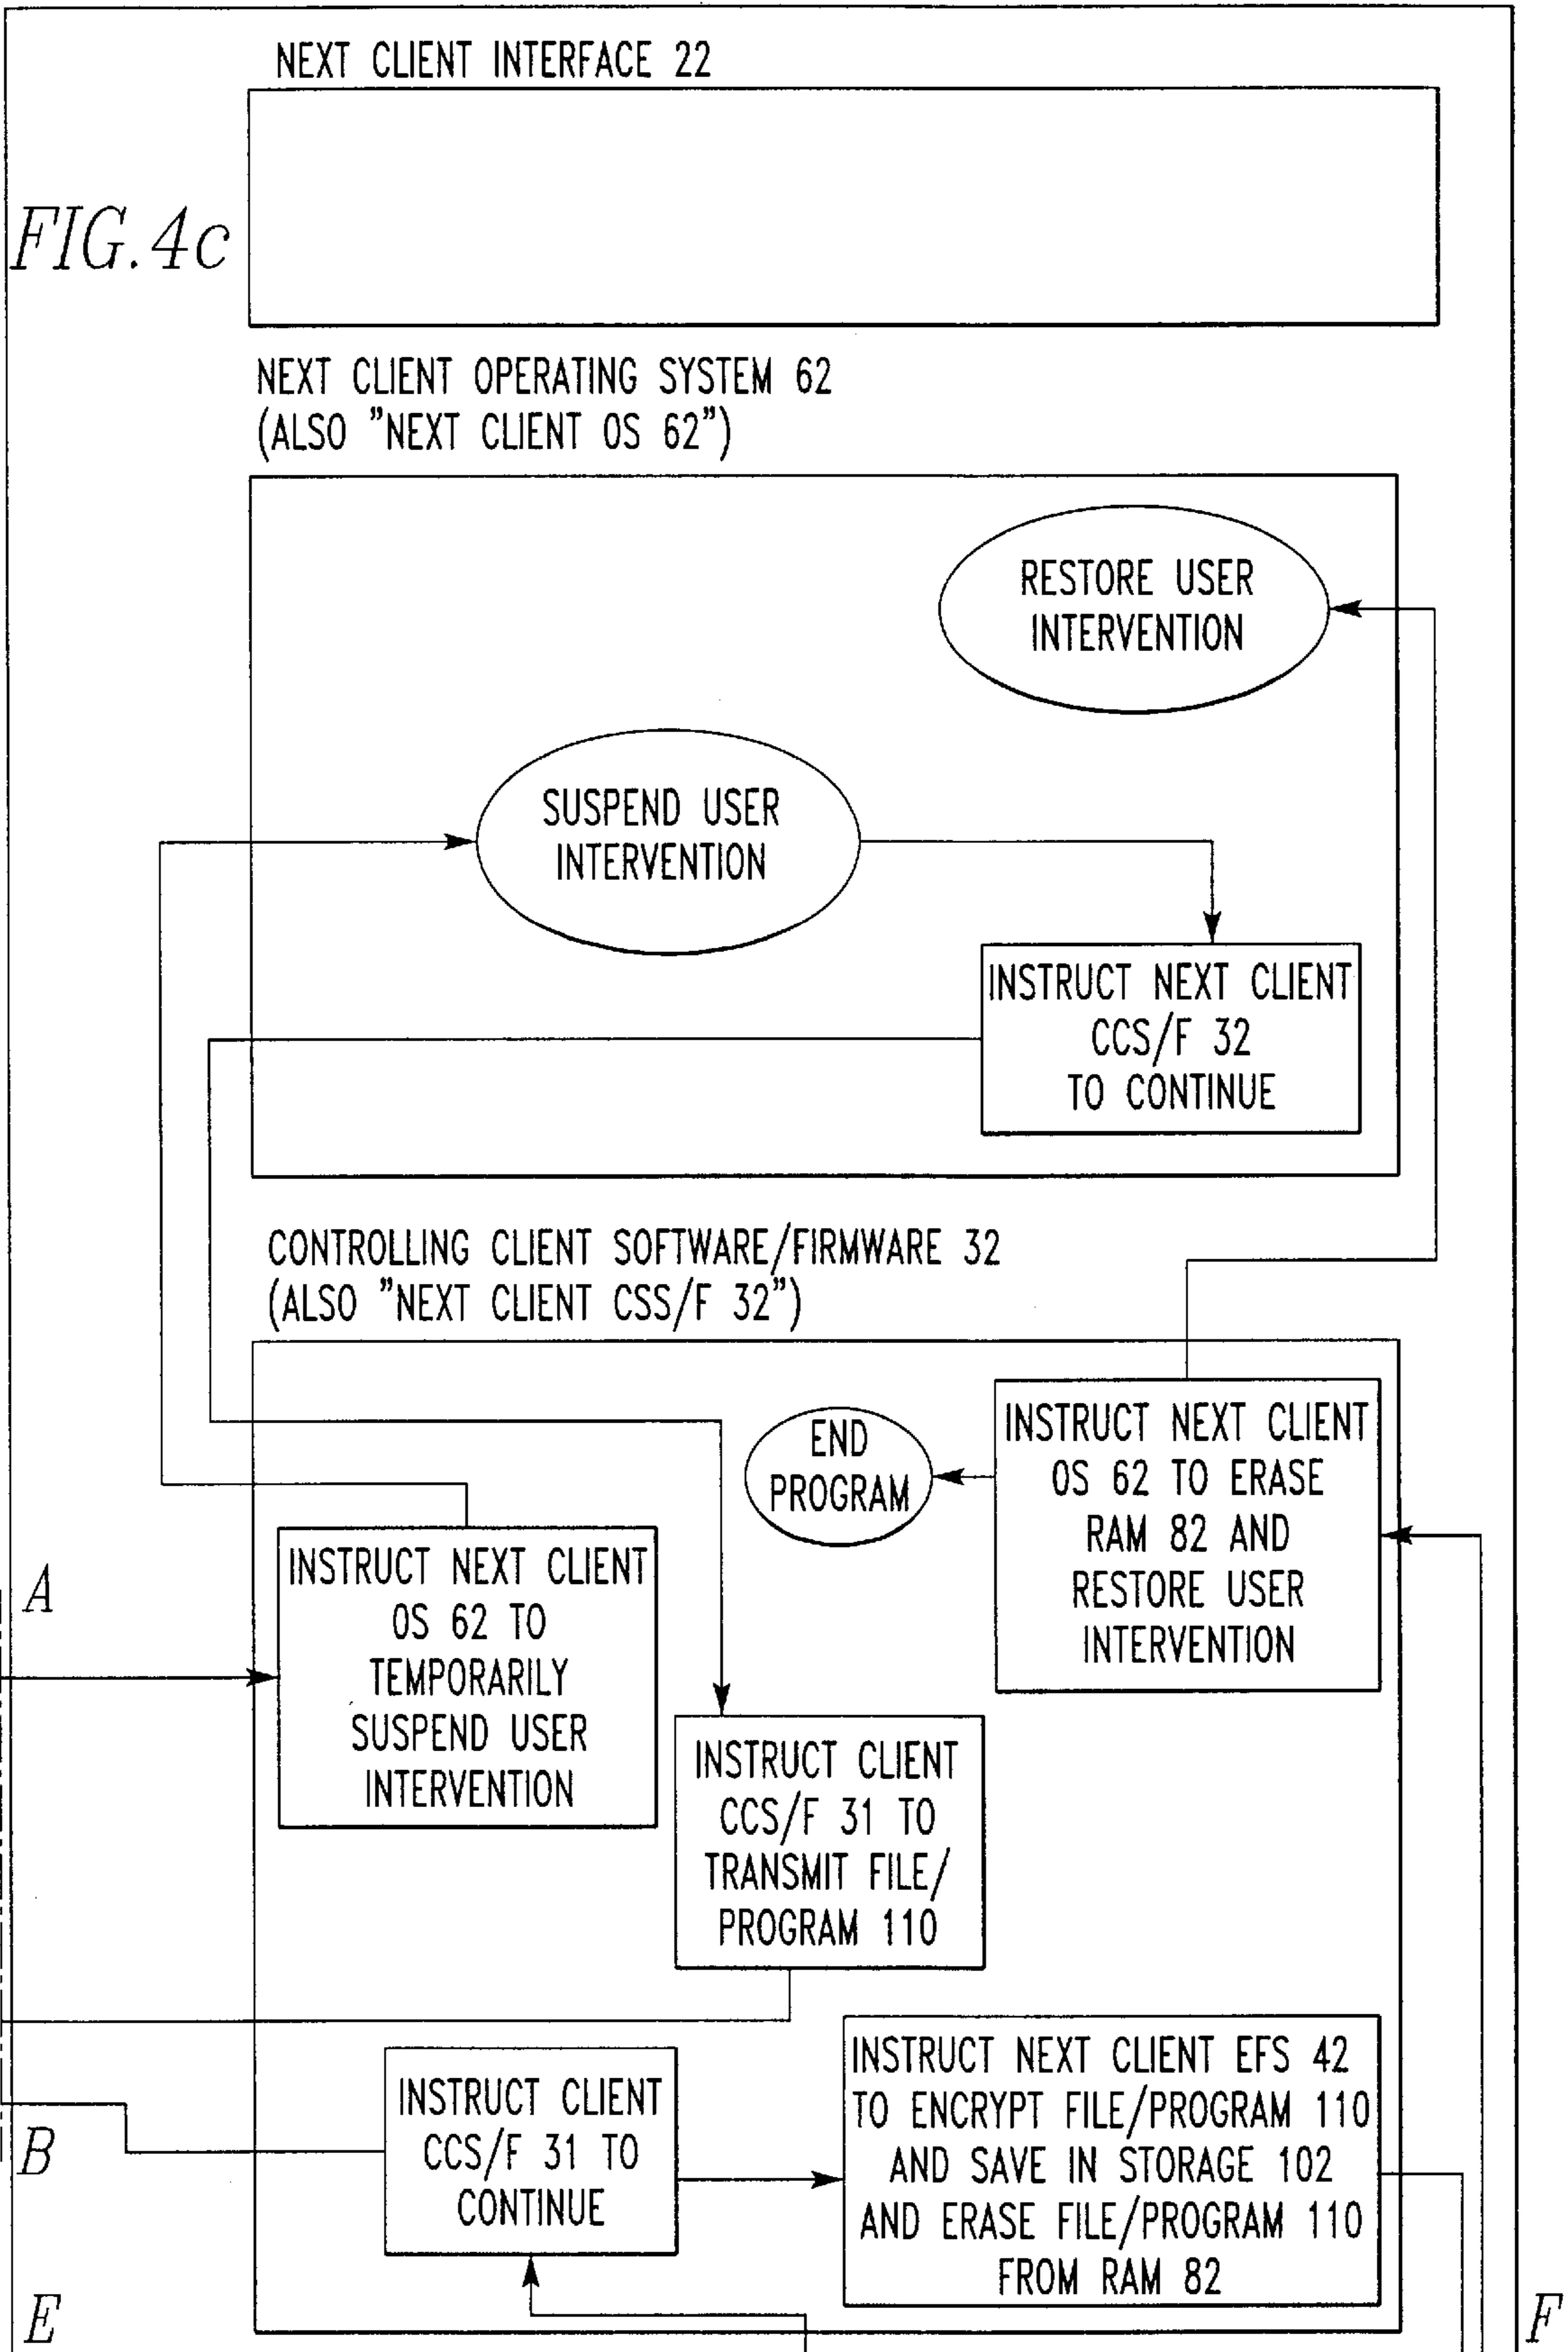 NEXT CLIENT INTERFACE 22
FIG. 4c
NEXT CLIENT OPERATING SYSTEM 62
(ALSO "NEXT CLIENT OS 62")
RESTORE USER
INTERVENTION
SUSPEND USER
INTERVENTION
INSTRUCT NEXT CLIENT
CCS/F 32
TO CONTINUE
CONTROLLING CLIENT SOFTWARE/FIRMWARE 32
(ALSO "NEXT CLIENT CSS/F 32")
END
PROGRAM
INSTRUCT NEXT CLIENT
OS 62 TO ERASE
RAM 82 AND
RESTORE USER
INTERVENTION
A
INSTRUCT NEXT CLIENT
OS 62 TO
TEMPORARILY
SUSPEND USER
INTERVENTION
INSTRUCT CLIENT
CCS/F 31 TO
TRANSMIT FILE/
PROGRAM 110
B
INSTRUCT CLIENT
CCS/F 31 TO
CONTINUE
INSTRUCT NEXT CLIENT EFS 42
TO ENCRYPT FILE/PROGRAM 110
AND SAVE IN STORAGE 102
AND ERASE FILE/PROGRAM 110
FROM RAM 82
E
F